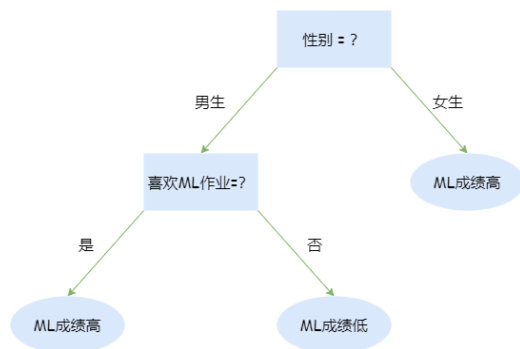 性别 = ?
男生
女生
喜欢ML作业=?
ML成绩高
是
否
ML成绩高
ML成绩低